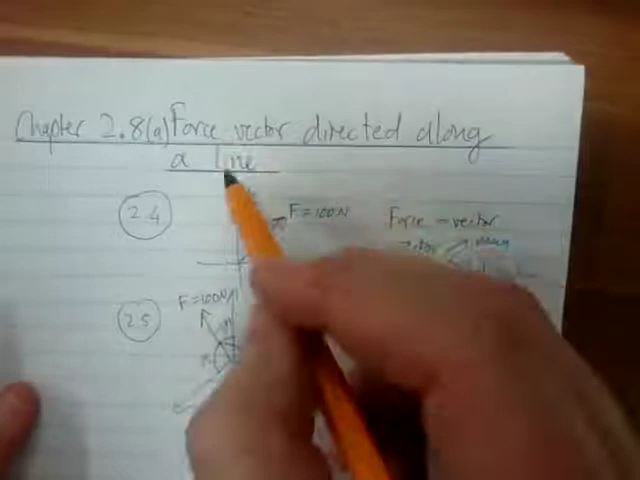 Chapter 2.8(a) Force vector directed along
a line
2.4
F=100N
Force = vector
2.5
F=100N